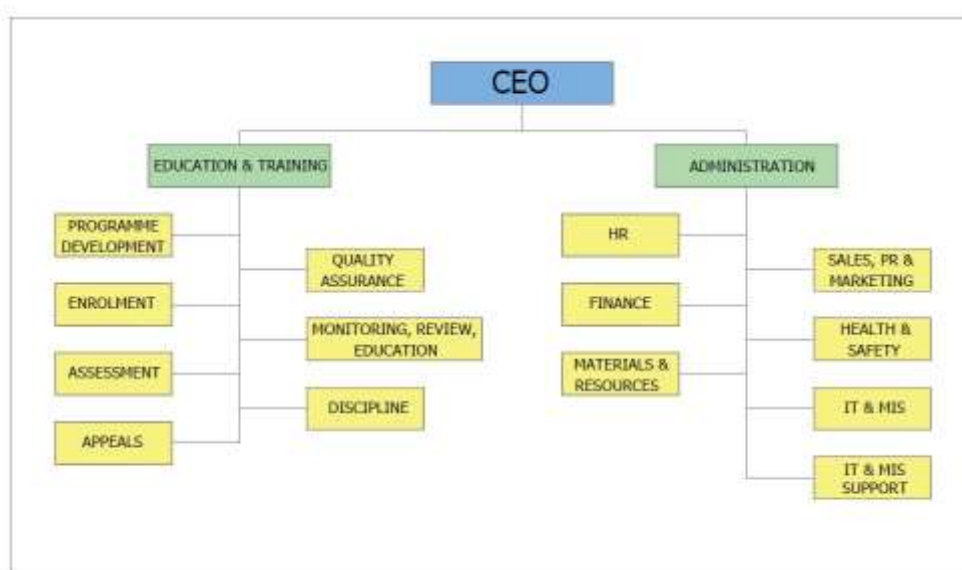 CEO
EDUCATION & TRAINING
ADMINISTRATION
PROGRAMME
DEVELOPMENT
QUALITY
ASSURANCE
ENROLMENT
MONITORING, REVIEW,
EDUCATION
ASSESSMENT
DISCIPLINE
APPEALS
HR
SALES, PR &
MARKETING
FINANCE
HEALTH &
SAFETY
MATERIALS &
RESOURCES
IT & MIS
IT & MIS
SUPPORT